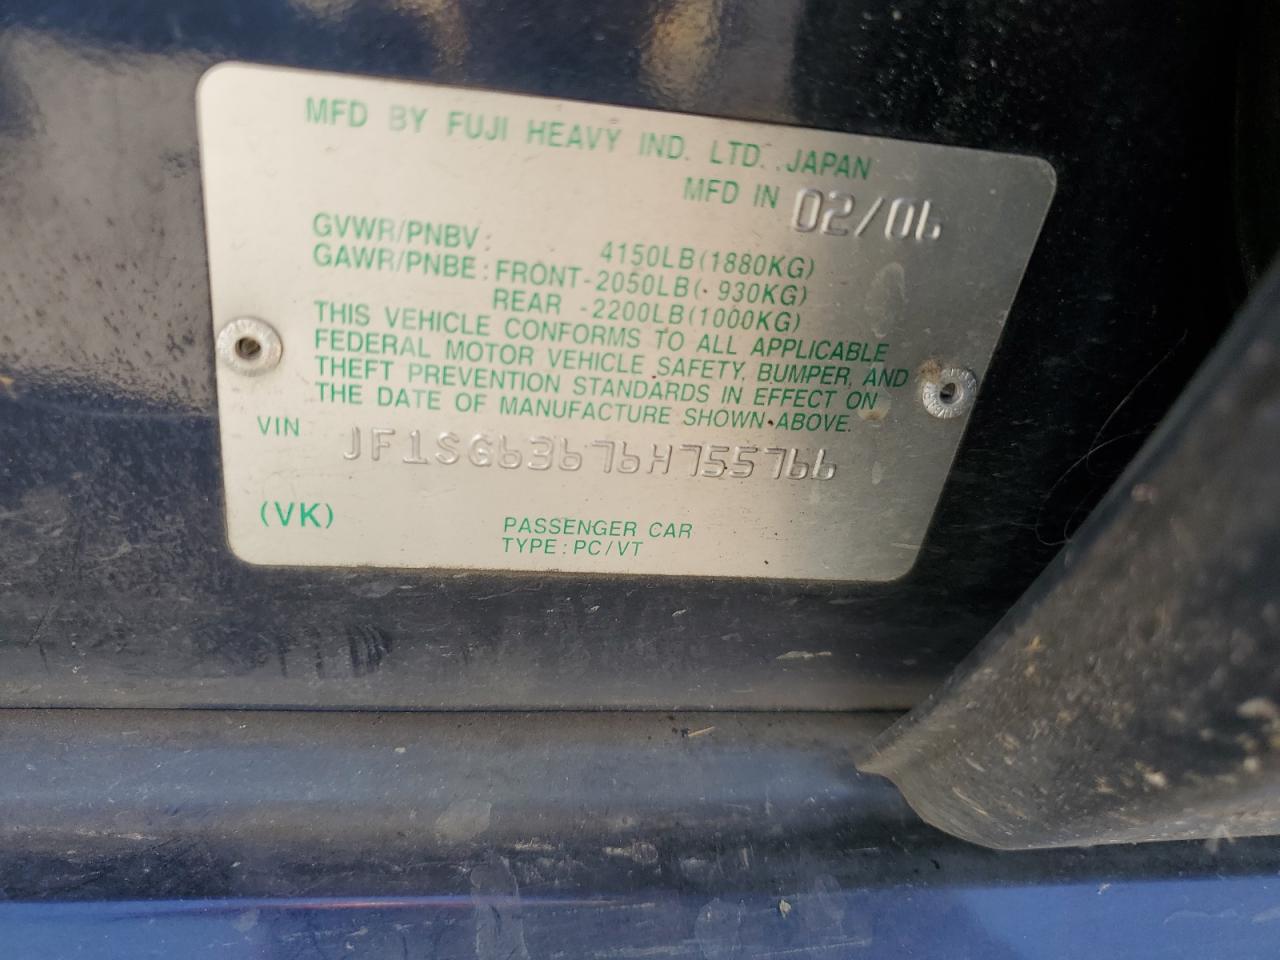 MFD BY FUJI HEAVY IND. LTD. JAPAN
MFD IN 02/06
GVWR/PNBV: 4150LB(1880KG)
GAWR/PNBE: FRONT-2050LB( 930KG)
REAR -2200LB(1000KG)
THIS VEHICLE CONFORMS TO ALL APPLICABLE
FEDERAL MOTOR VEHICLE SAFETY, BUMPER, AND
THEFT PREVENTION STANDARDS IN EFFECT ON
THE DATE OF MANUFACTURE SHOWN ABOVE.
VIN JF1SG63676H755766
(VK)
PASSENGER CAR
TYPE: PC/VT